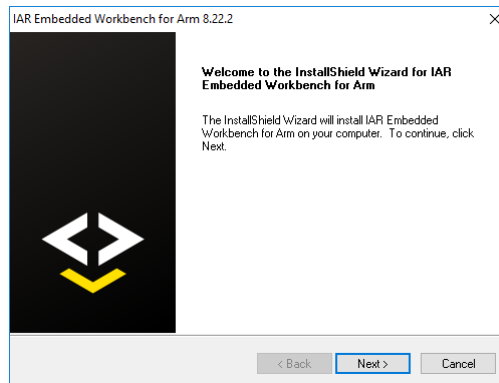 IAR Embedded Workbench for Arm 8.22.2
Welcome to the InstallShield Wizard for IAR
Embedded Workbench for Arm
The InstallShield Wizard will install IAR Embedded
Workbench for Arm on your computer. To continue, click
Next.
< Back
Next >
Cancel